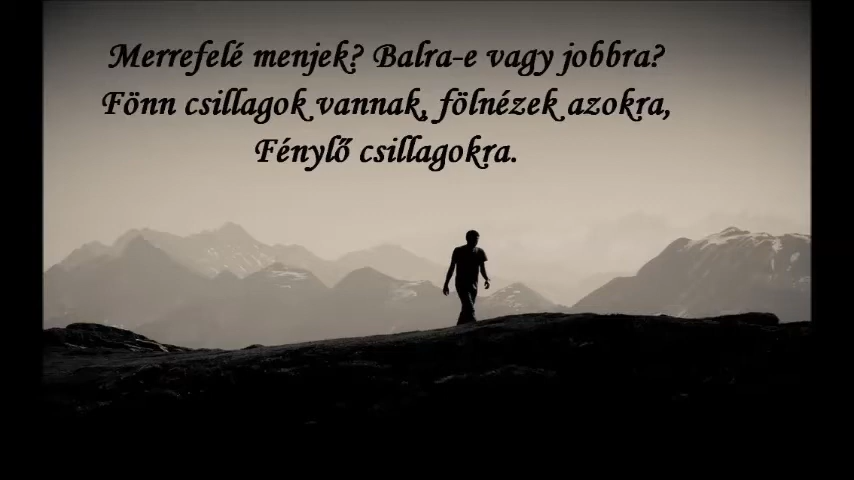 Merrefelé menjek? Balra-e vagy jobbra?
Fönn csillagok vannak, fölnézek azokra,
Fénylő csillagokra.